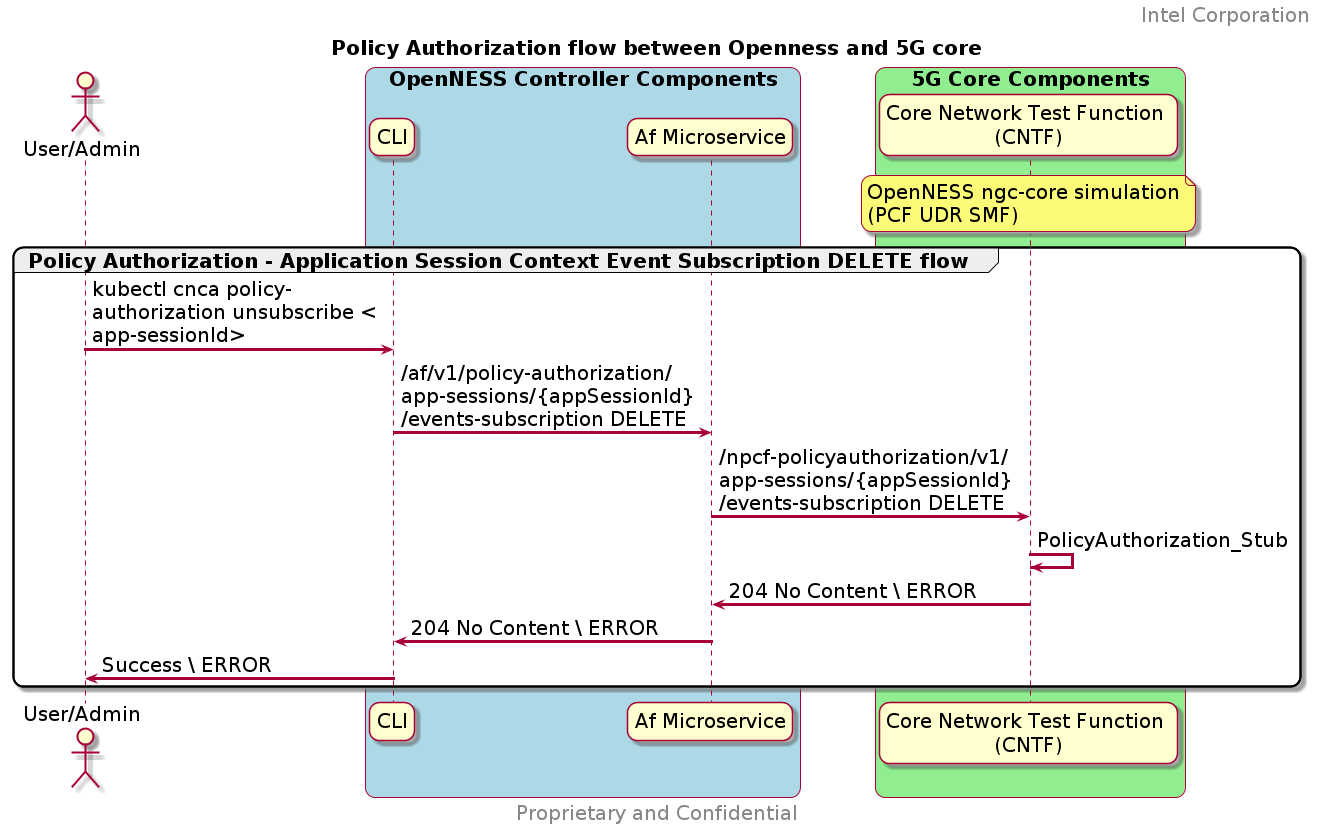 Intel Corporation
Policy Authorization flow between Openness and 5G core
OpenNESS Controller Components
5G Core Components
User/Admin
CLI
Af Microservice
Core Network Test Function
(CNTF)
OpenNESS ngc-core simulation
(PCF UDR SMF)
Policy Authorization - Application Session Context Event Subscription DELETE flow
kubectl cnca policy-
authorization unsubscribe <
app-sessionId>
/af/v1/policy-authorization/
app-sessions/{appSessionId}
/events-subscription DELETE
/npcf-policyauthorization/v1/
app-sessions/{appSessionId}
/events-subscription DELETE
PolicyAuthorization_Stub
204 No Content \ ERROR
204 No Content \ ERROR
Success \ ERROR
User/Admin
CLI
Af Microservice
Core Network Test Function
(CNTF)
Proprietary and Confidential